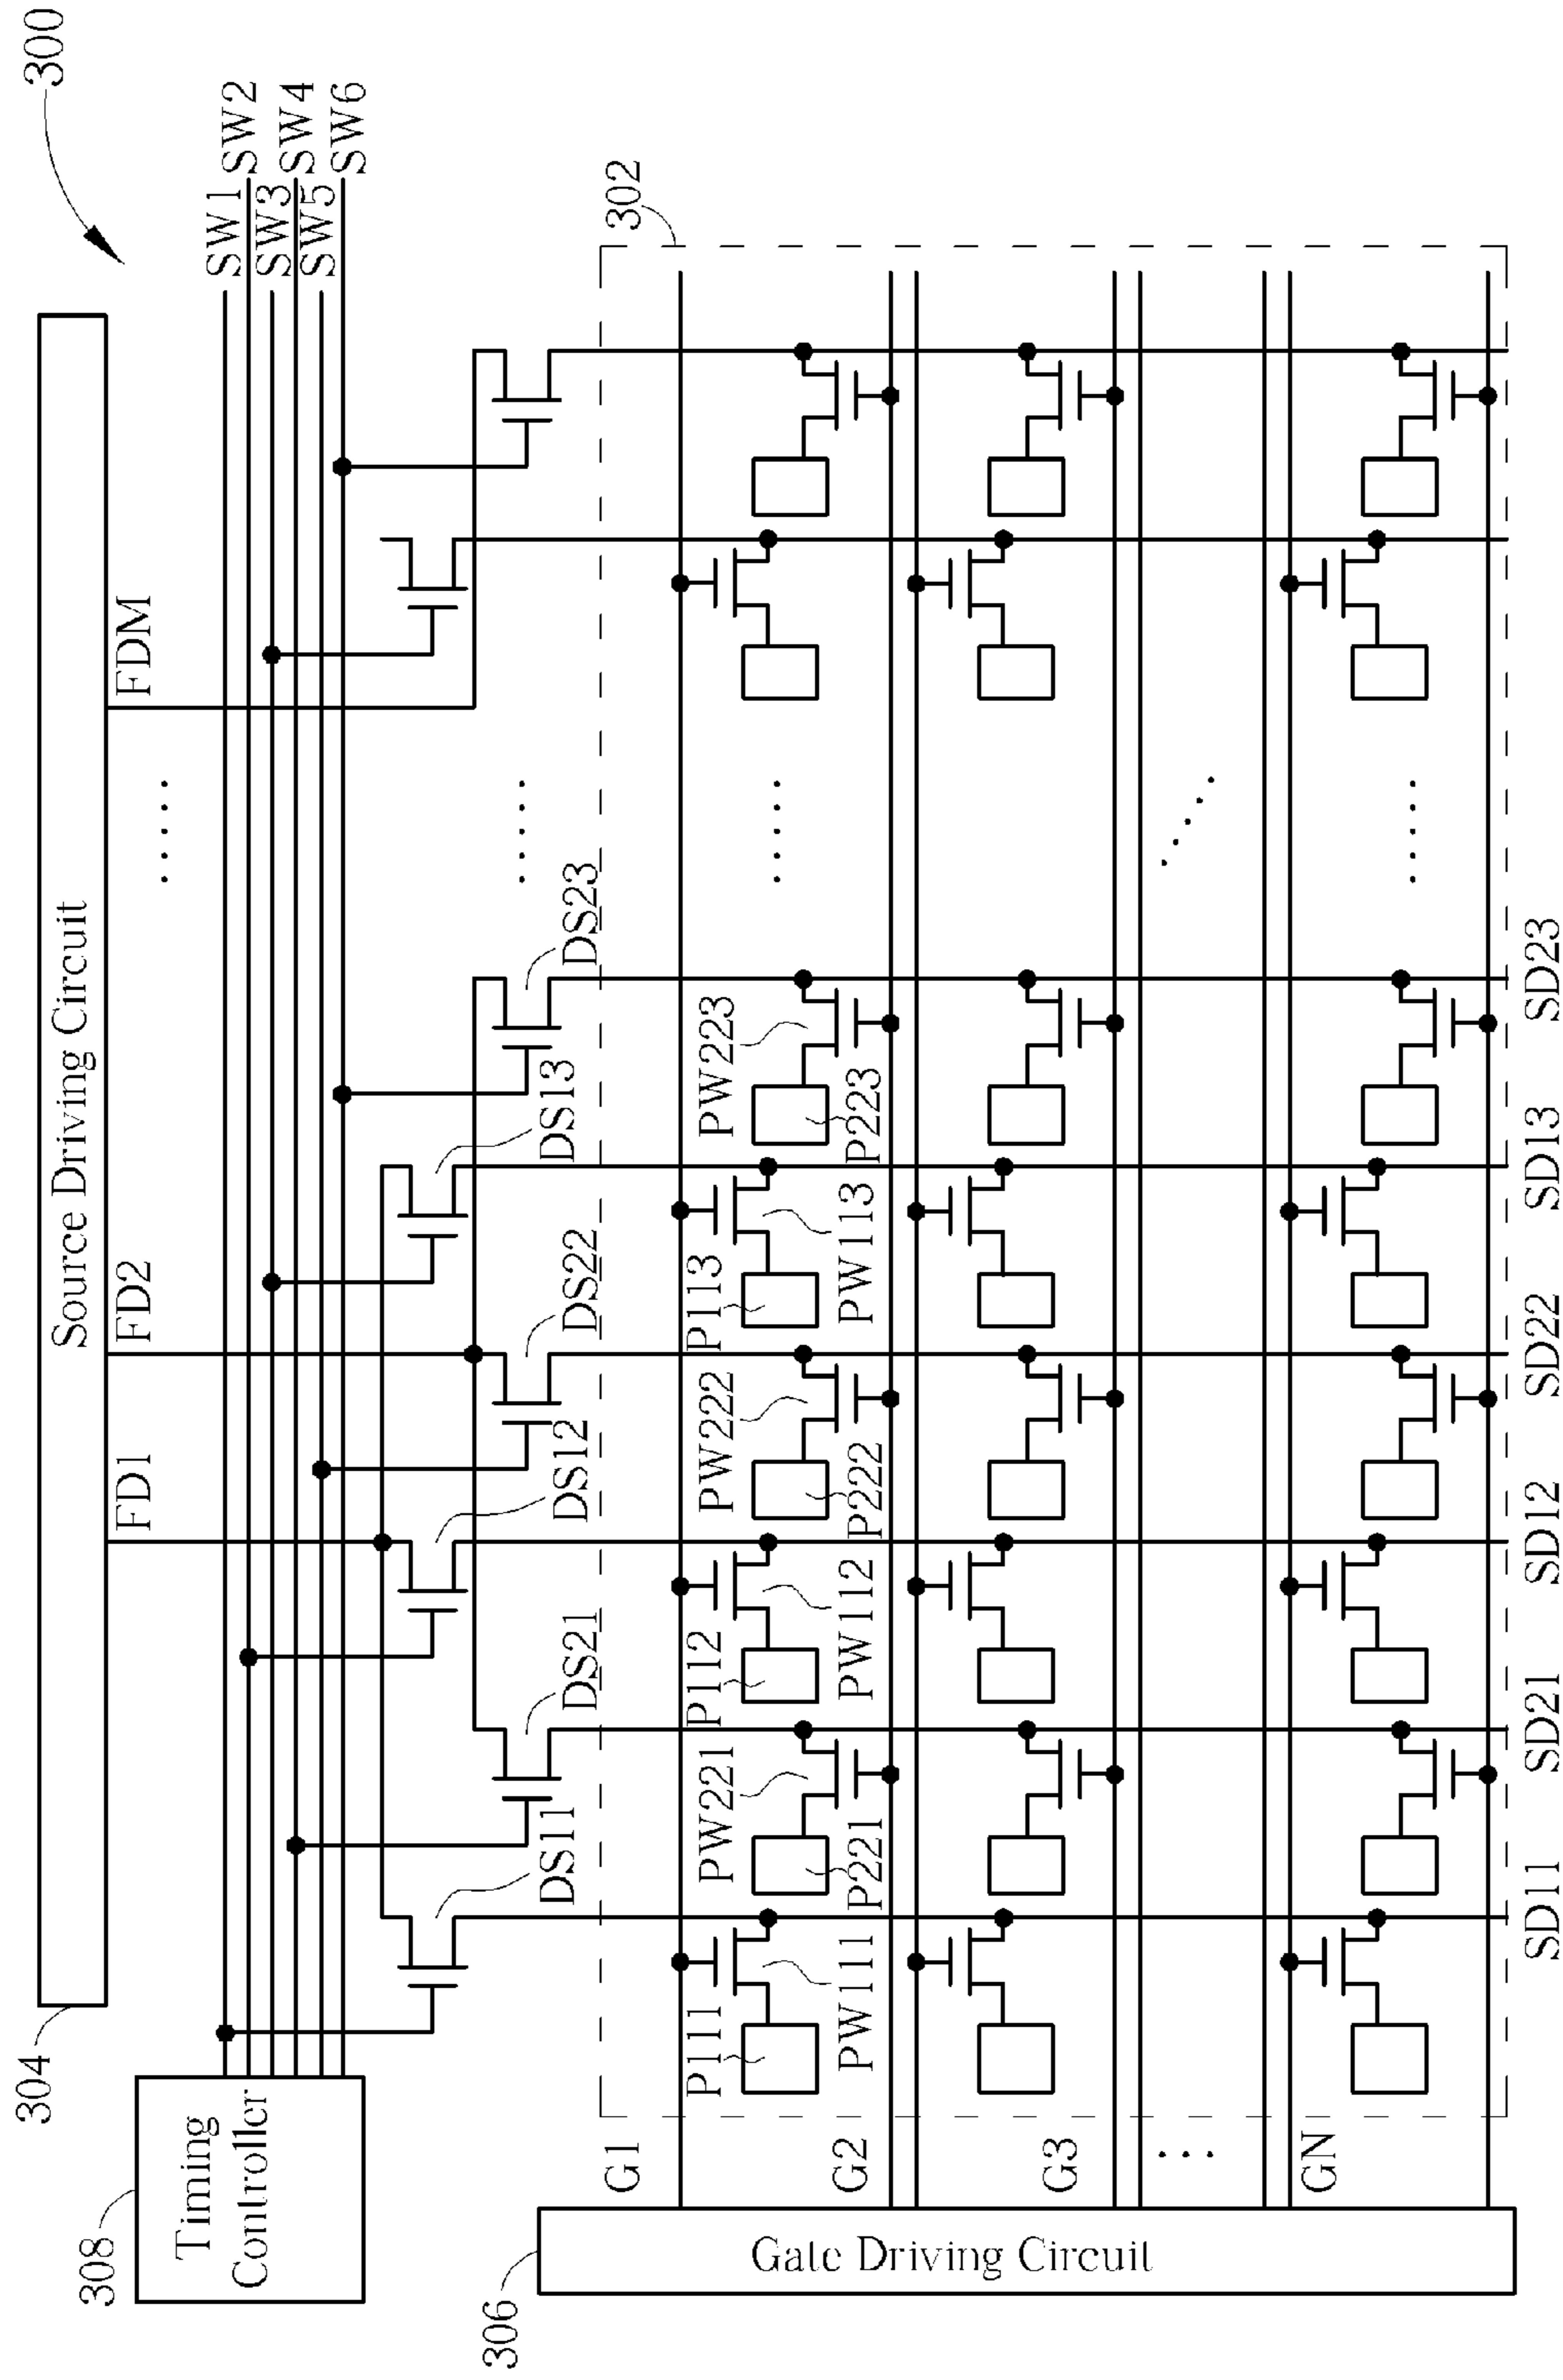 300
Source Driving Circuit
304
FD1
FD2
FDM
.....
308
Timing
Controller
SW1
SW2
SW3
SW4
SW5
SW6
DS11
DS21
DS12
DS22
DS13
DS23
.....
302
306
Gate Driving Circuit
G1
G2
G3
...
GN
P111
PW111
PW221
P221
P112
PW112
PW222
P222
P113
PW113
PW223
P223
.....
.....
.....
SD11
SD21
SD12
SD22
SD13
SD23